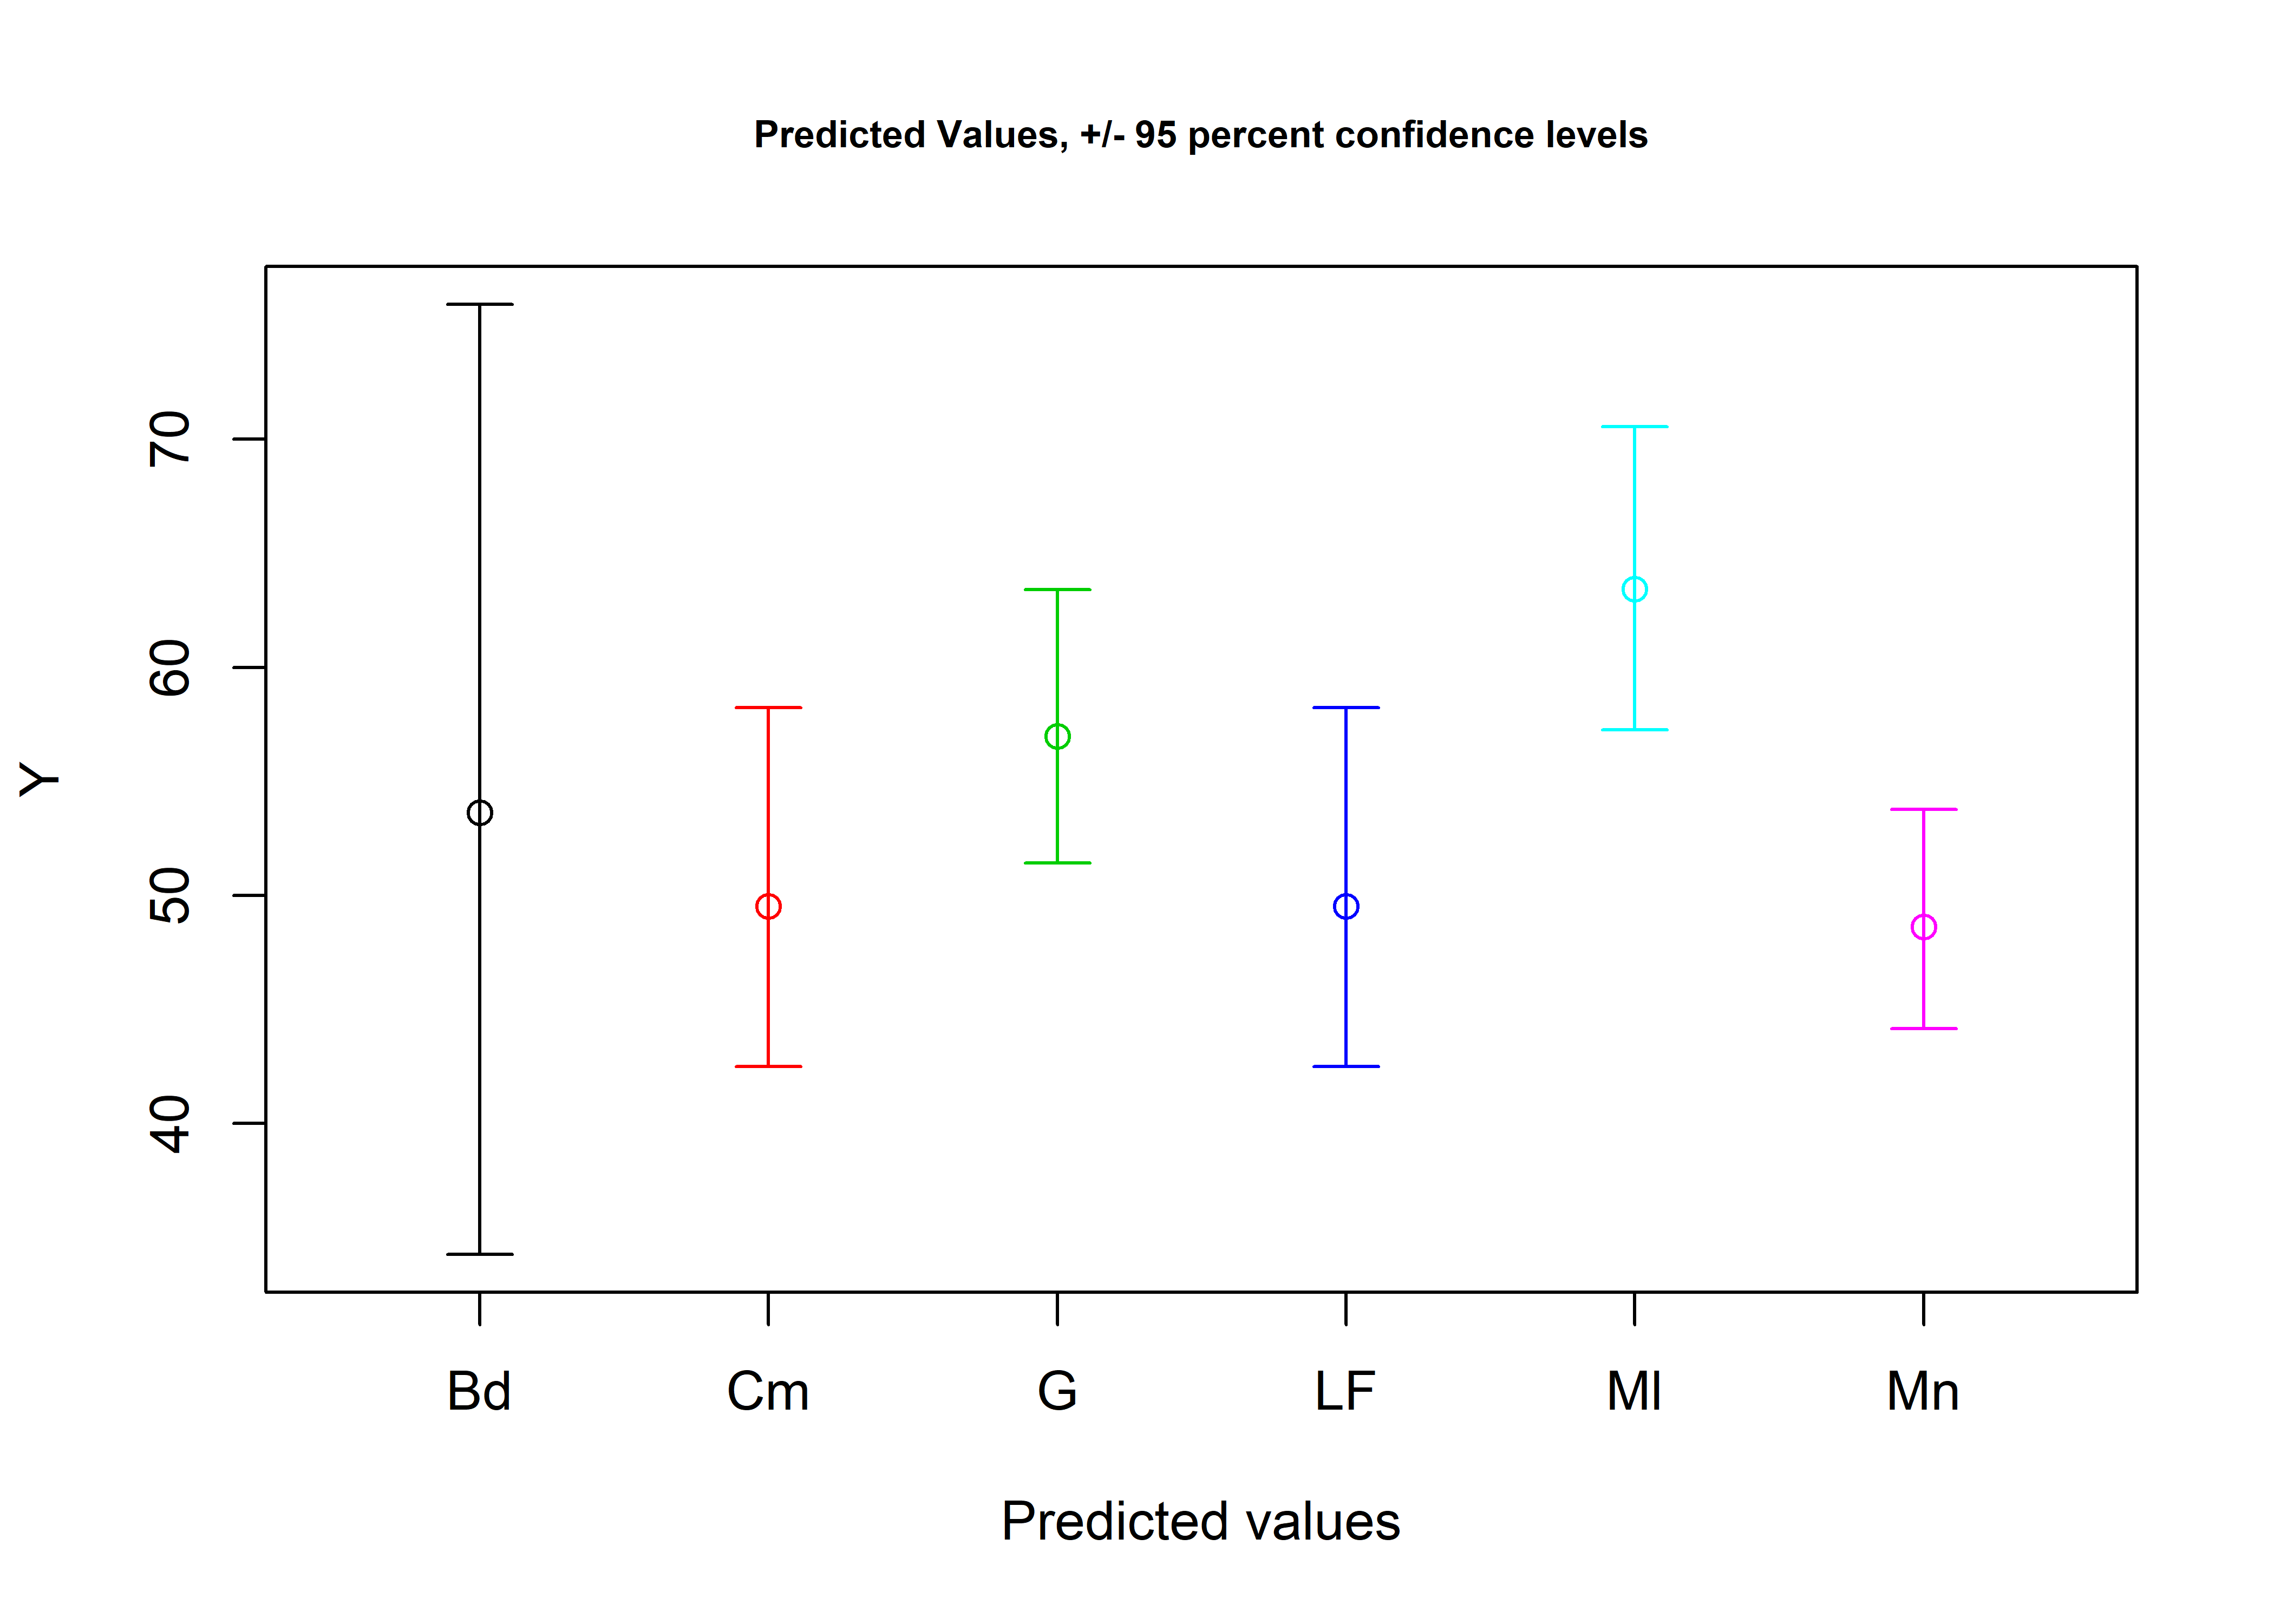 Predicted Values, +/- 95 percent confidence levels
Y
70
60
50
40
Bd Cm G LF Ml Mn
Predicted values